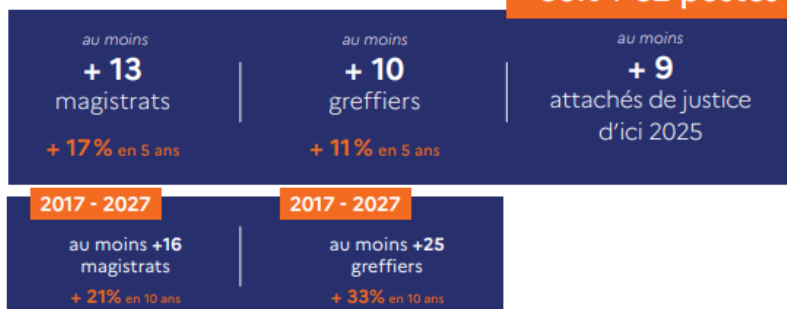 au moins
+ 13
magistrats
+ 17% en 5 ans
au moins
+ 10
greffiers
+ 11% en 5 ans
au moins
+ 9
attachés de justice
d'ici 2025
2017 - 2027
au moins +16
magistrats
+ 21% en 10 ans
2017 - 2027
au moins +25
greffiers
+ 33% en 10 ans